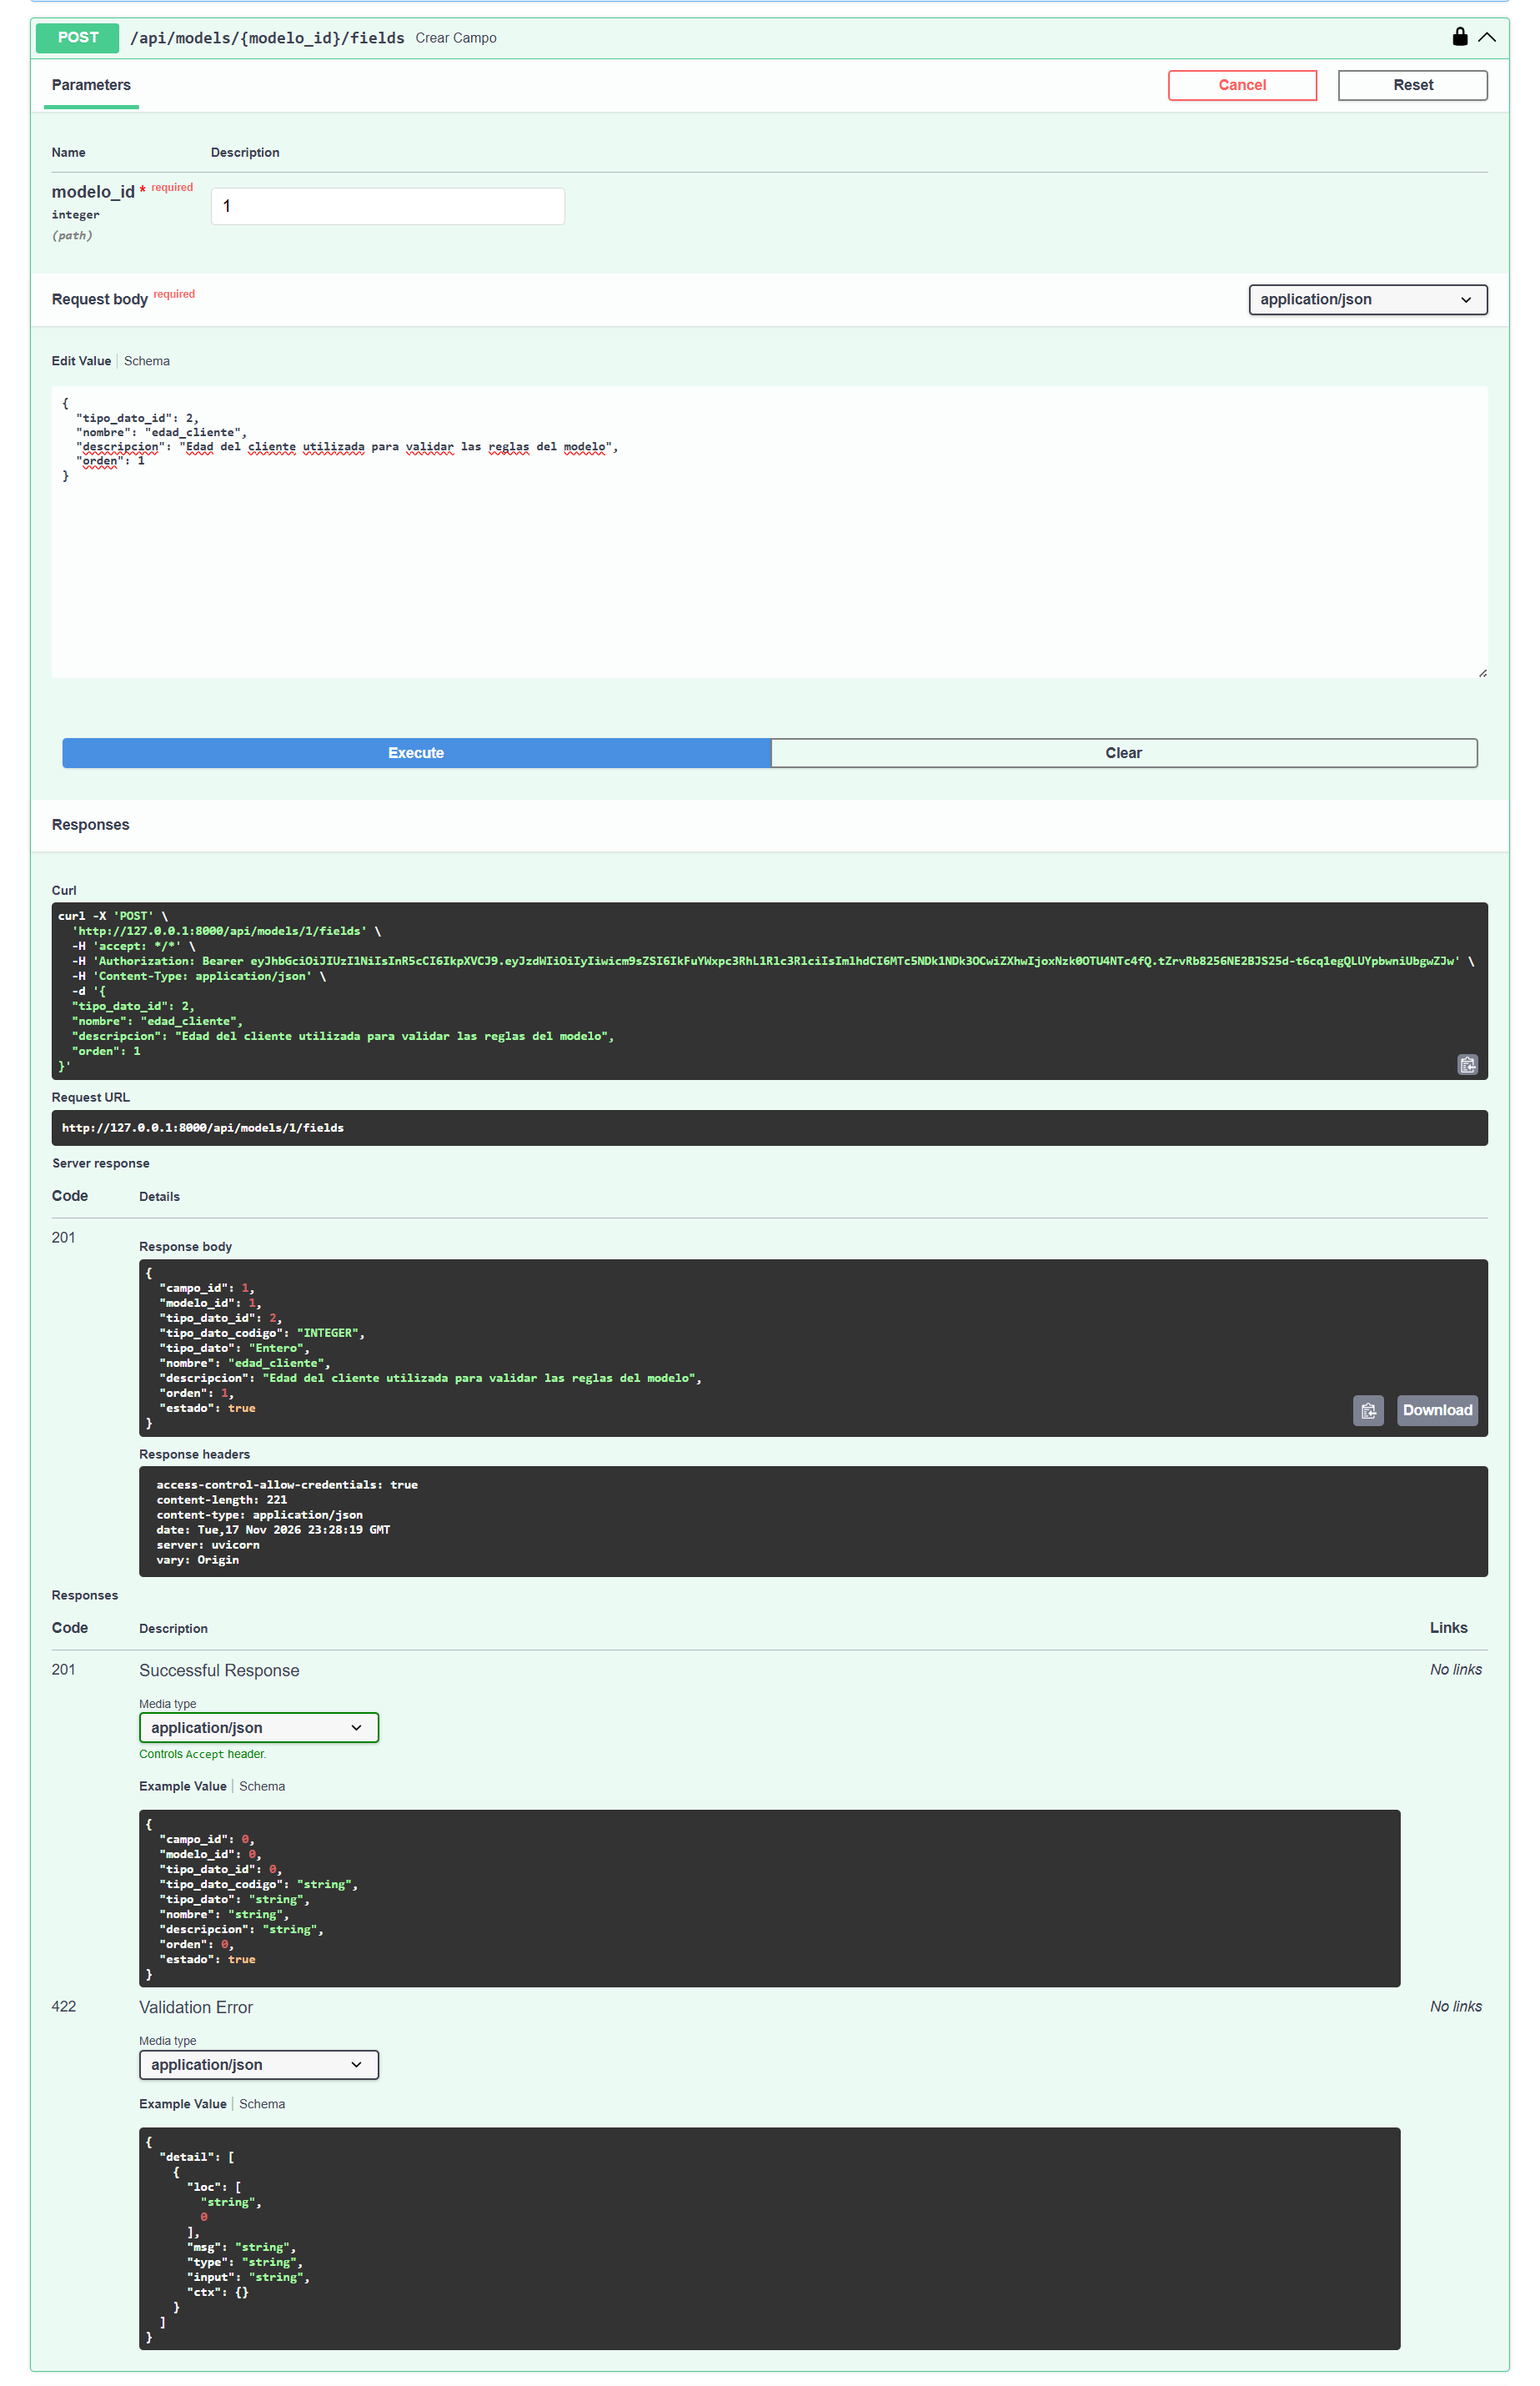 POST /api/models/{modelo_id}/fields Crear Campo
Parameters
Cancel
Reset
Name Description
modelo_id * required
integer
(path)
1
Request body required
application/json
Edit Value | Schema
{
  "tipo_dato_id": 2,
  "nombre": "edad_cliente",
  "descripcion": "Edad del cliente utilizada para validar las reglas del modelo",
  "orden": 1
}
Execute
Clear
Responses
Curl
curl -X 'POST' \
  'http://127.0.0.1:8000/api/models/1/fields' \
  -H 'accept: */*' \
  -H 'Authorization: Bearer eyJhbGciOiJIUzI1NiIsInR5cCI6IkpXVCJ9.eyJzdWIiOiIyIiwicm9sZSI6IkFuYWxpc3RhL1Rlc3RlciIsImlhdCI6MTc5NDk1NDk3OCwiZXhwIjoxNzk0OTU4NTc4fQ.tZrvRb8256NE2BJS25d-t6cq1egQLUYpbwniUbgwZJw' \
  -H 'Content-Type: application/json' \
  -d '{
  "tipo_dato_id": 2,
  "nombre": "edad_cliente",
  "descripcion": "Edad del cliente utilizada para validar las reglas del modelo",
  "orden": 1
}'
Request URL
http://127.0.0.1:8000/api/models/1/fields
Server response
Code Details
201
Response body
{
  "campo_id": 1,
  "modelo_id": 1,
  "tipo_dato_id": 2,
  "tipo_dato_codigo": "INTEGER",
  "tipo_dato": "Entero",
  "nombre": "edad_cliente",
  "descripcion": "Edad del cliente utilizada para validar las reglas del modelo",
  "orden": 1,
  "estado": true
}
Download
Response headers
access-control-allow-credentials: true
content-length: 221
content-type: application/json
date: Tue,17 Nov 2026 23:28:19 GMT
server: uvicorn
vary: Origin
Responses
Code Description Links
201 Successful Response No links
Media type
application/json
Controls Accept header.
Example Value | Schema
{
  "campo_id": 0,
  "modelo_id": 0,
  "tipo_dato_id": 0,
  "tipo_dato_codigo": "string",
  "tipo_dato": "string",
  "nombre": "string",
  "descripcion": "string",
  "orden": 0,
  "estado": true
}
422 Validation Error No links
Media type
application/json
Example Value | Schema
{
  "detail": [
    {
      "loc": [
        "string",
        0
      ],
      "msg": "string",
      "type": "string",
      "input": "string",
      "ctx": {}
    }
  ]
}